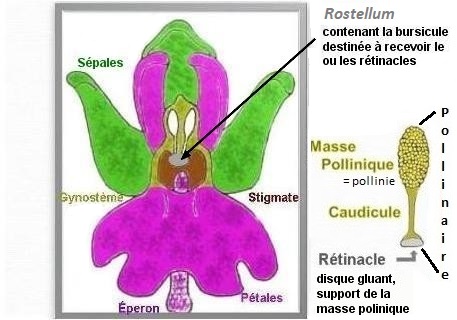 Rostellum
contenant la bursicule
destinée à recevoir le
ou les rétinacles
Sépales
Gynostème
Stigmate
Éperon
Pétales
Masse
Pollinique
= pollinie
Caudicule
Pollinaire
Rétinacle
disque gluant,
support de la
masse polinique